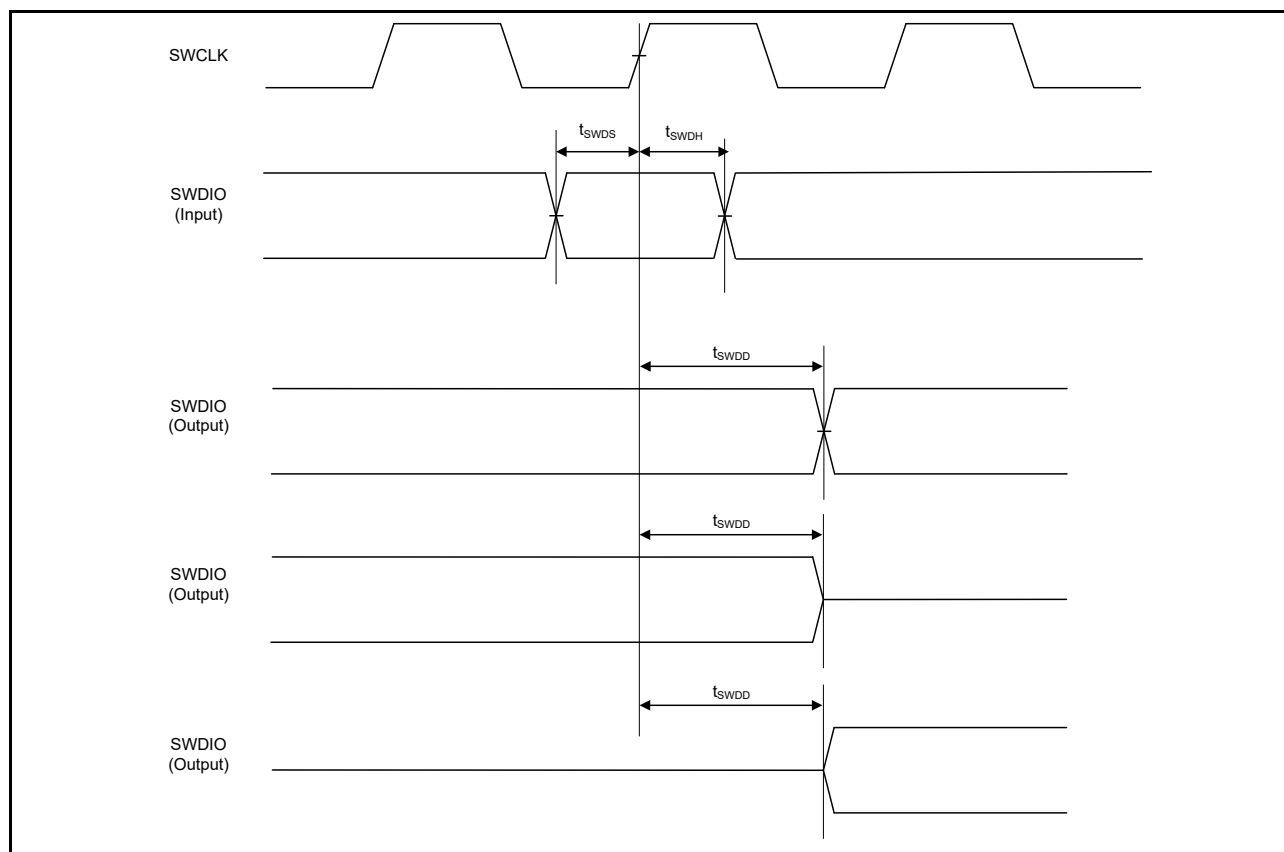 SWCLK
tSWDS
tSWDH
SWDIO
(Input)
tSWDD
SWDIO
(Output)
tSWDD
SWDIO
(Output)
tSWDD
SWDIO
(Output)